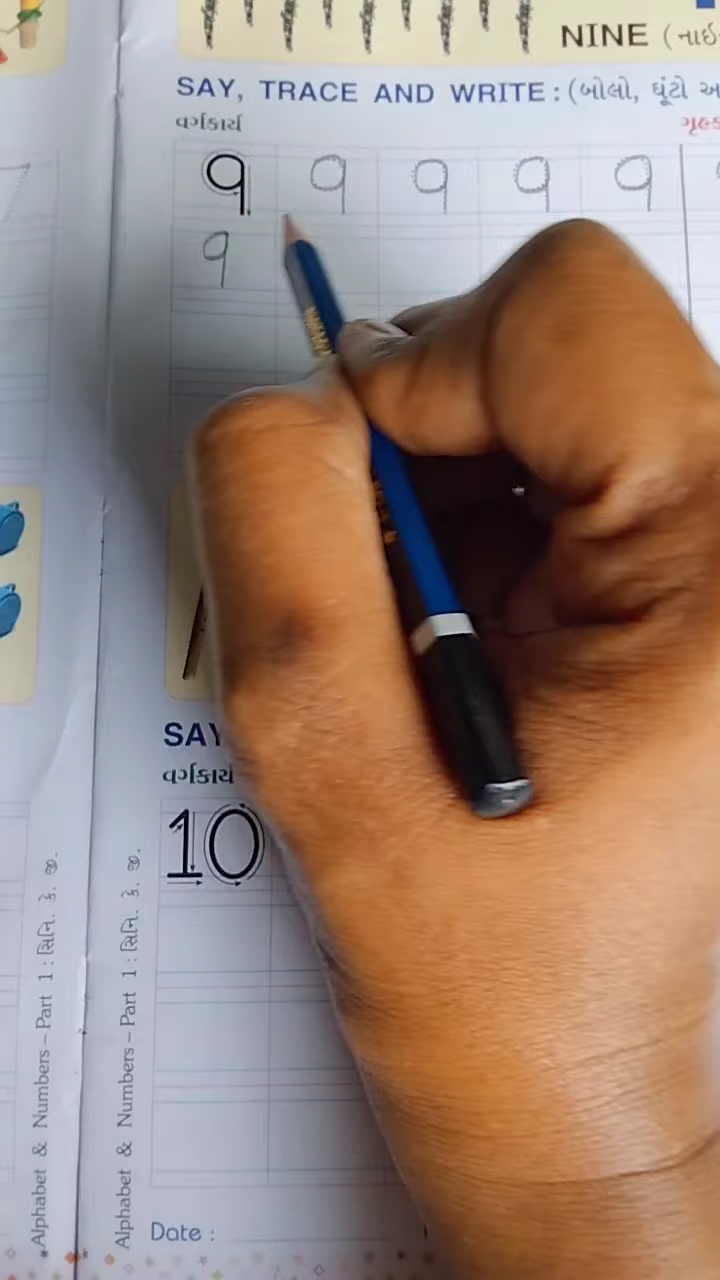 NINE (નાઈન
SAY, TRACE AND WRITE : (બોલો, ઘૂંટો અ
વર્ગકાર્ય
9 9 9 9 9
9
SAY
વર્ગકાર્ય
10
Alphabet & Numbers – Part 1 : સિનિ. કે. જી.
Alphabet & Numbers – Part 1 : સિનિ. કે. જી.
Date :